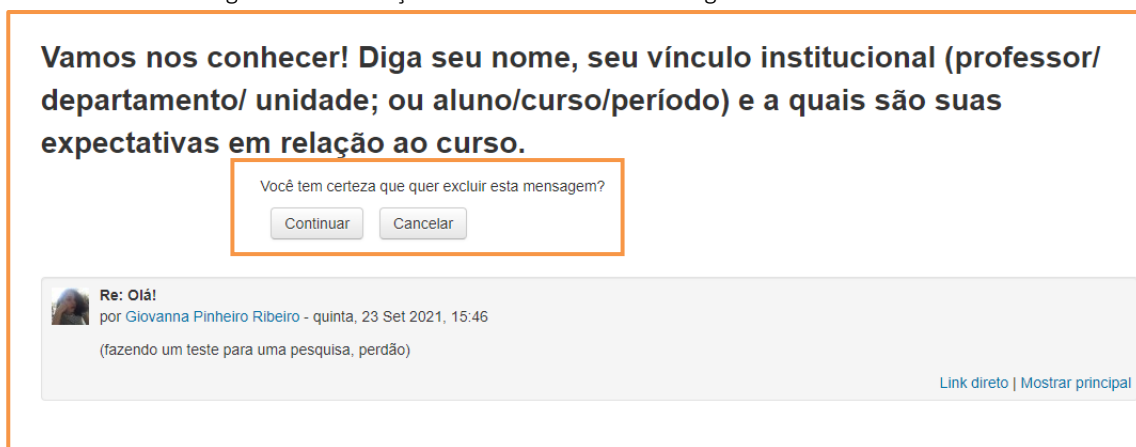 Vamos nos conhecer! Diga seu nome, seu vínculo institucional (professor/
departamento/ unidade; ou aluno/curso/período) e a quais são suas
expectativas em relação ao curso.
Você tem certeza que quer excluir esta mensagem?
Continuar Cancelar
Re: Olá!
por Giovanna Pinheiro Ribeiro - quinta, 23 Set 2021, 15:46
(fazendo um teste para uma pesquisa, perdão)
Link direto | Mostrar principal